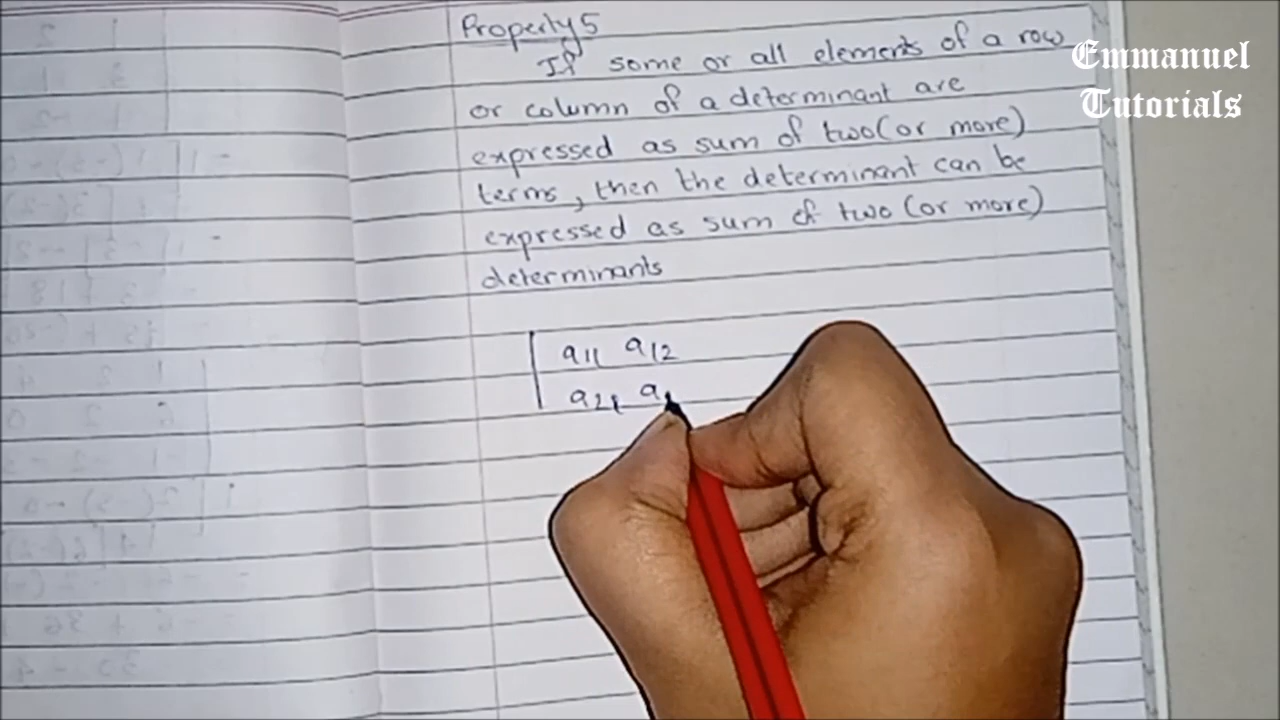 Property 5
If some or all elements of a row
or column of a determinant are
expressed as sum of two (or more)
terms, then the determinant can be
expressed as sum of two (or more)
determinants
a11 a12
a21 a
Emmanuel
Tutorials